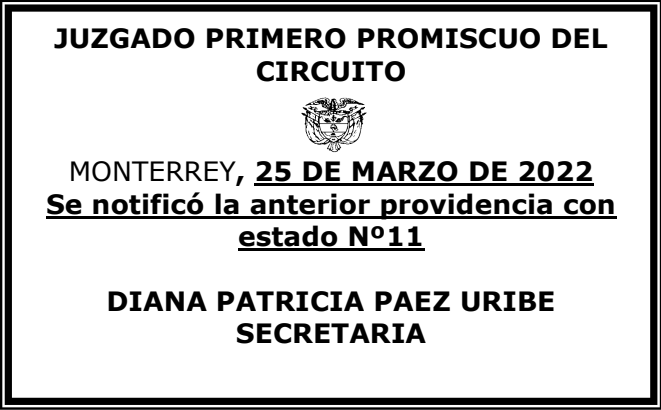 JUZGADO PRIMERO PROMISCUO DEL
CIRCUITO
MONTERREY, 25 DE MARZO DE 2022
Se notificó la anterior providencia con
estado Nº11
DIANA PATRICIA PAEZ URIBE
SECRETARIA